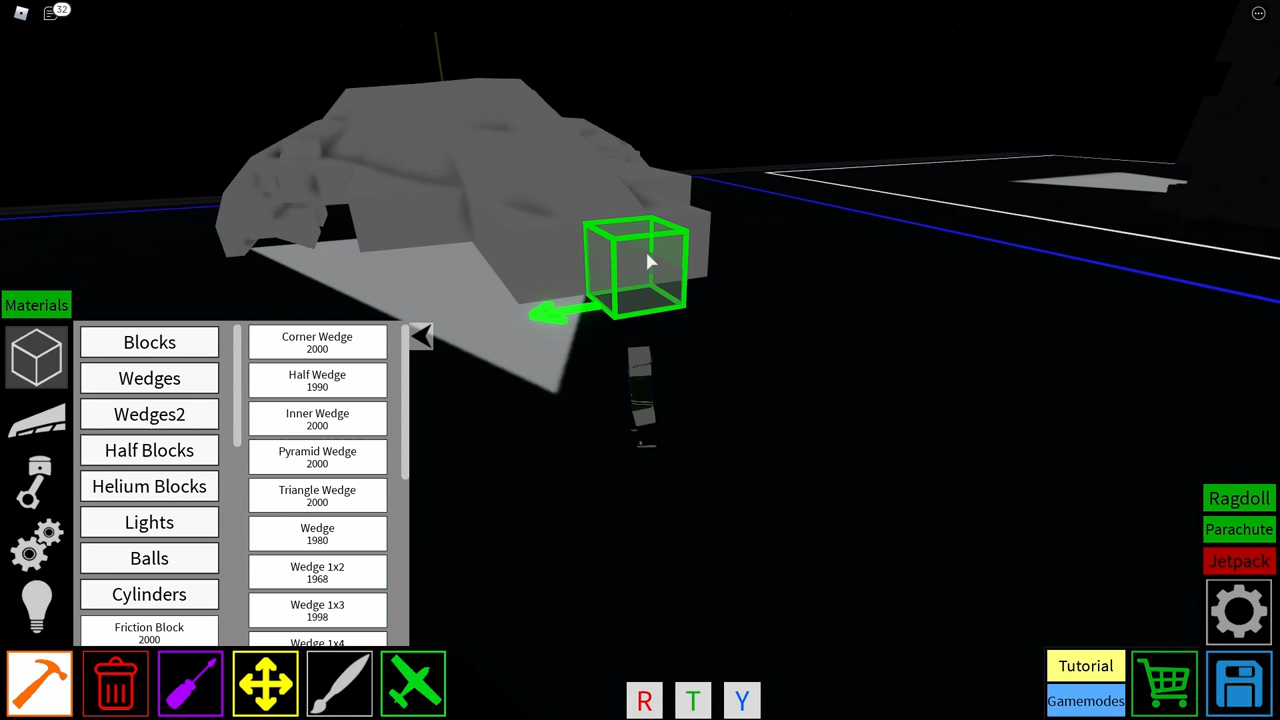 32
Materials
Blocks
Wedges
Wedges2
Half Blocks
Helium Blocks
Lights
Balls
Cylinders
Friction Block
2000
Corner Wedge
2000
Half Wedge
1990
Inner Wedge
2000
Pyramid Wedge
2000
Triangle Wedge
2000
Wedge
1980
Wedge 1x2
1968
Wedge 1x3
1998
Wedge 1x4
Ragdoll
Parachute
Jetpack
Tutorial
Gamemodes
R T Y